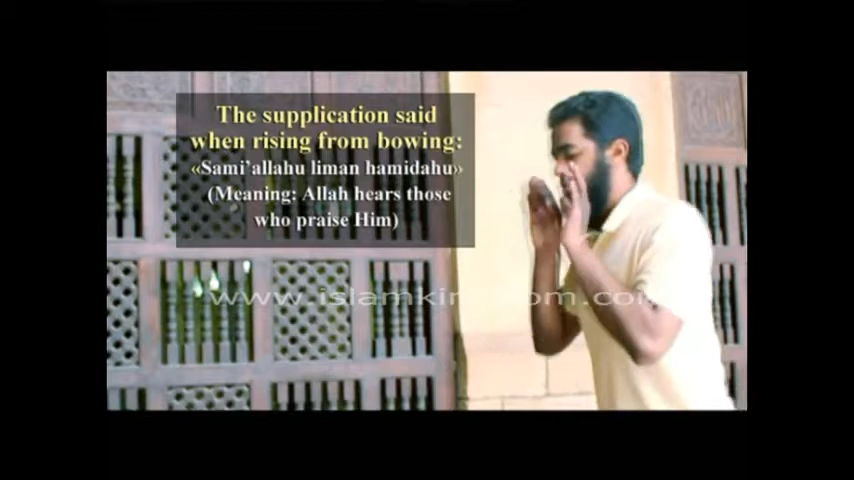 The supplication said
when rising from bowing:
«Sami'allahu liman hamidahu»
(Meaning: Allah hears those
who praise Him)